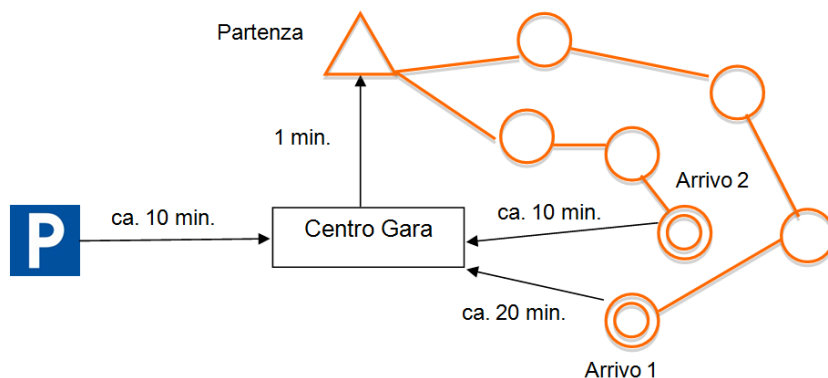 Partenza
1 min.
Arrivo 2
P
ca. 10 min.
Centro Gara
ca. 10 min.
ca. 20 min.
Arrivo 1